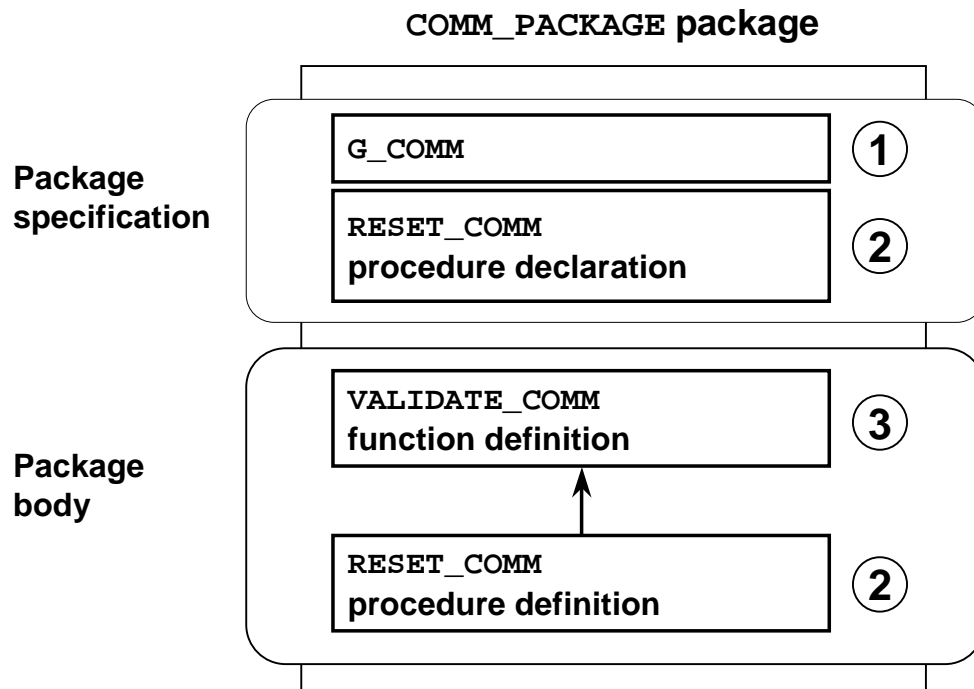 COMM_PACKAGE package
Package
specification
G_COMM
1
RESET_COMM
procedure declaration
2
Package
body
VALIDATE_COMM
function definition
3
RESET_COMM
procedure definition
2